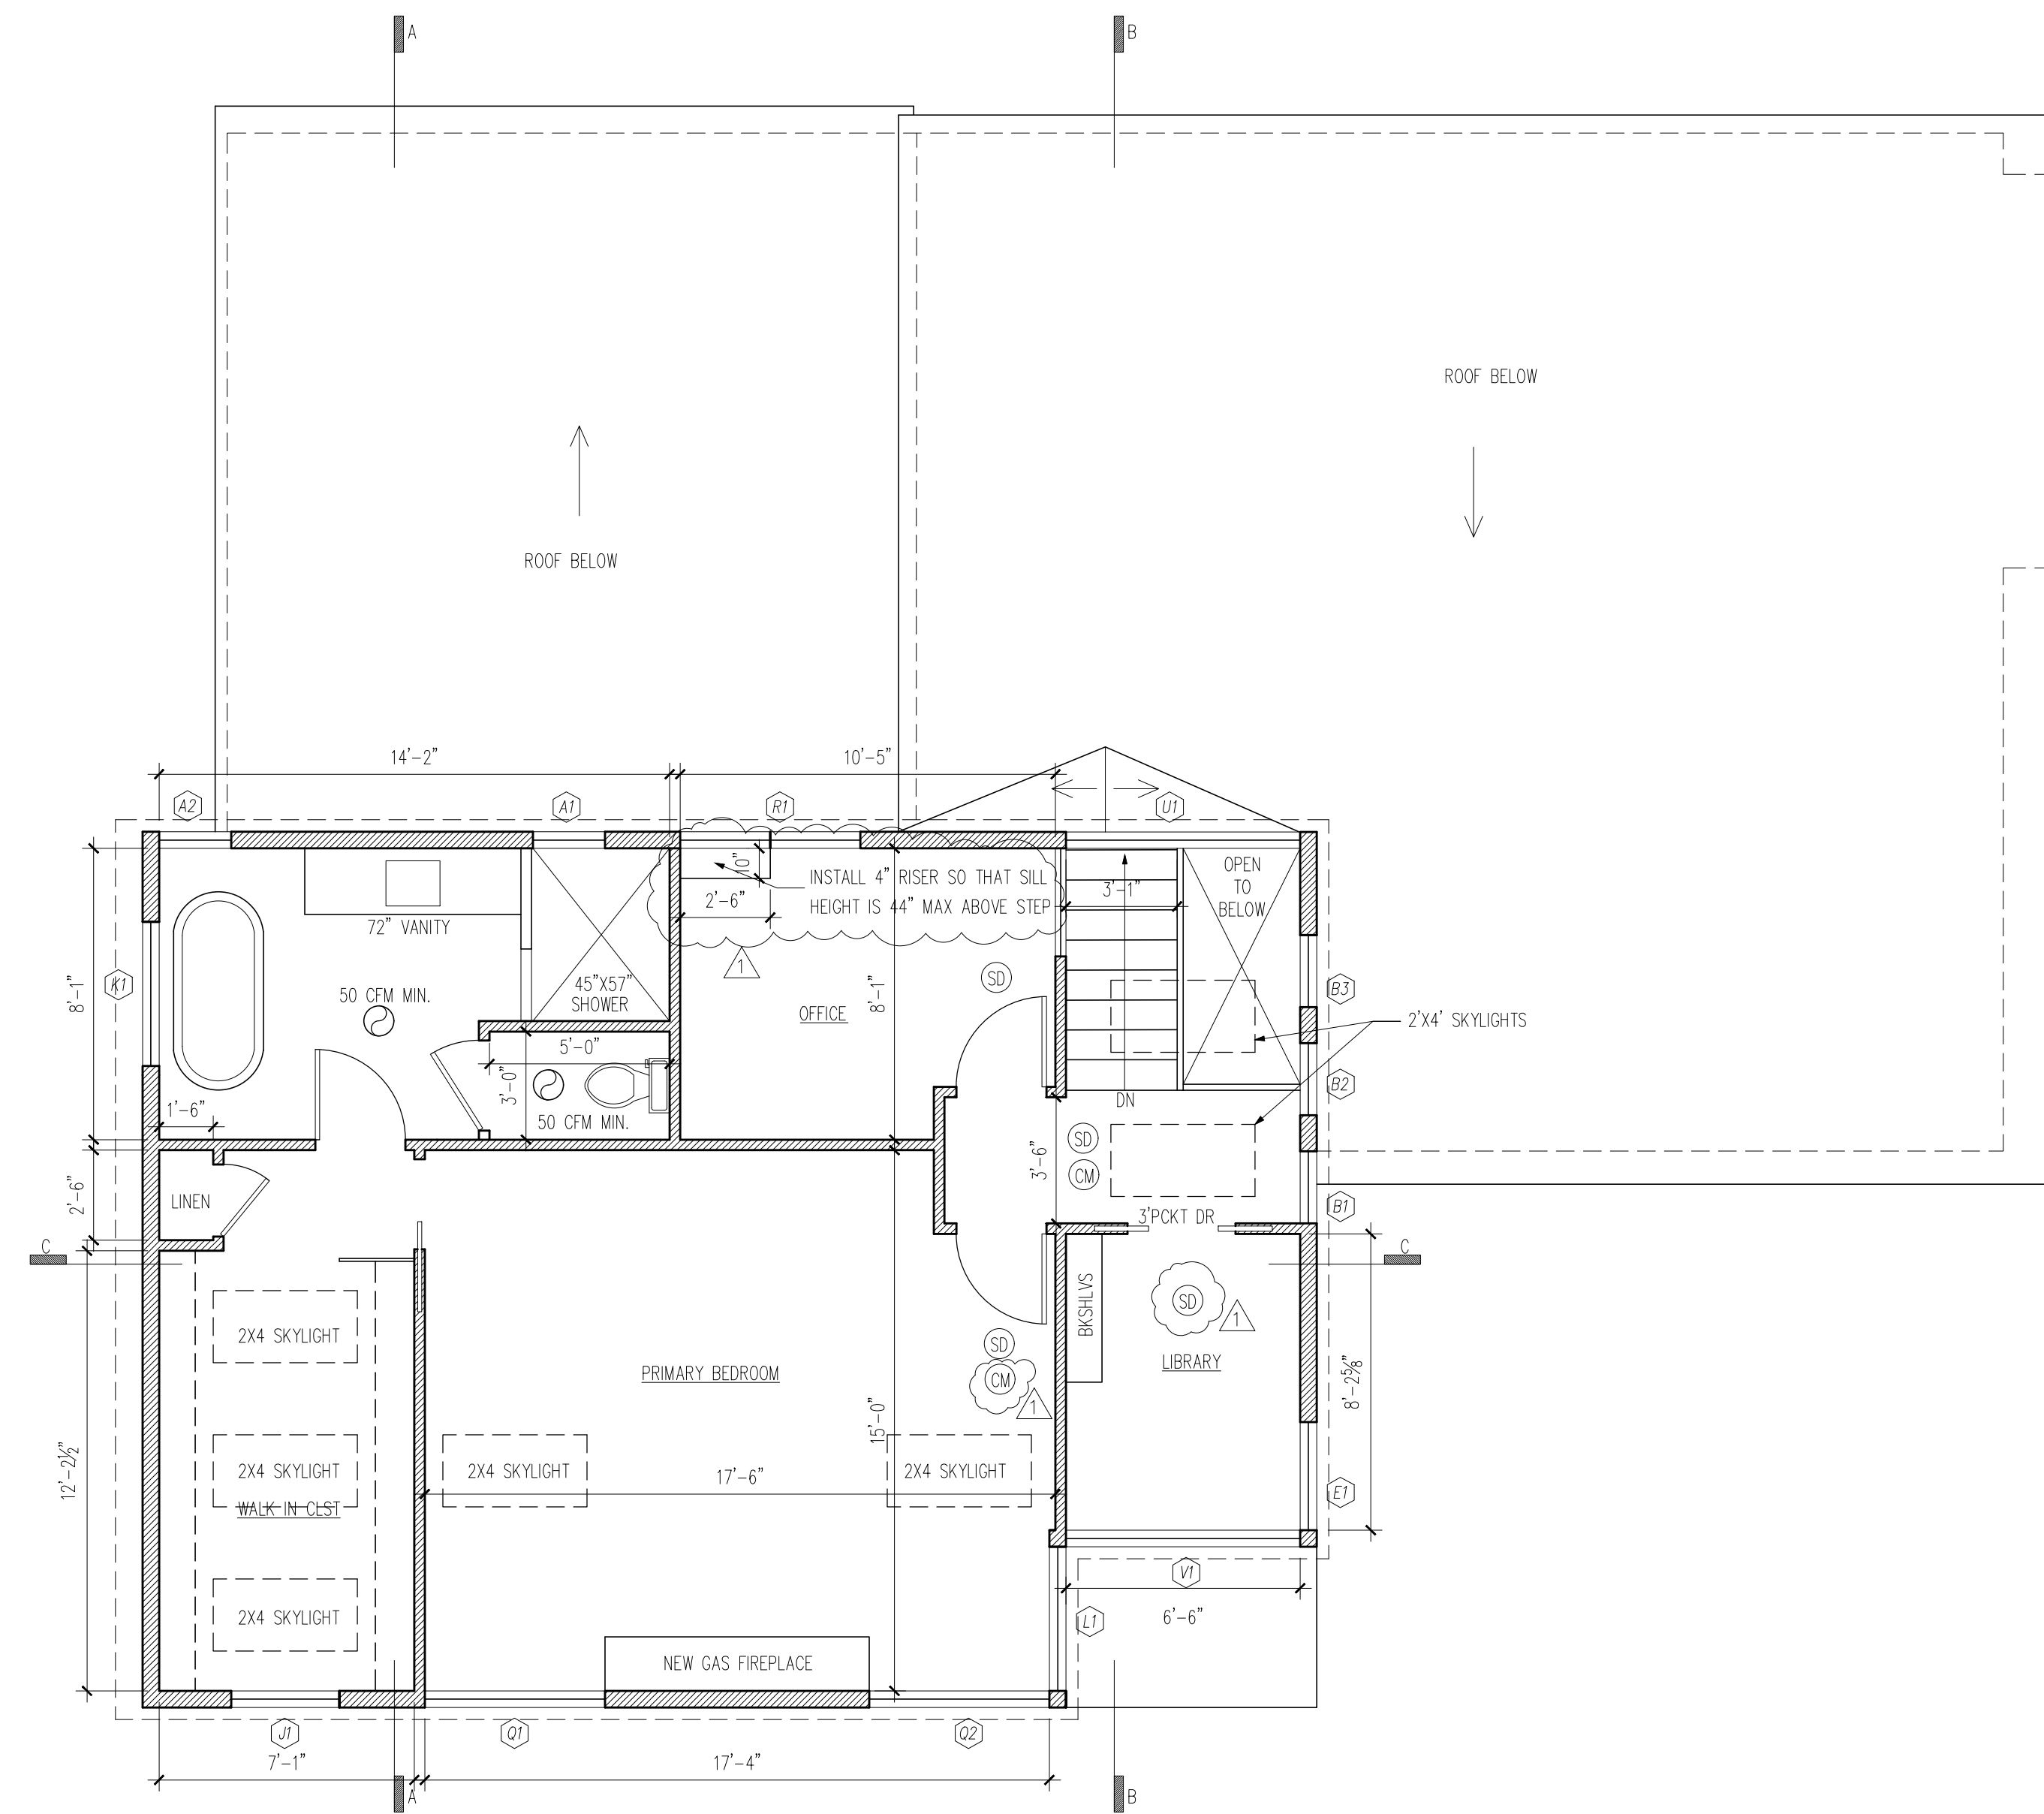 A
B
ROOF BELOW
ROOF BELOW
14'-2"
10'-5"
A2
A1
R1
U1
10"
INSTALL 4" RISER SO THAT SILL
HEIGHT IS 44" MAX ABOVE STEP
2'-6"
1
3'-1"
OPEN
TO
BELOW
72" VANITY
8'-1"
K1
50 CFM MIN.
45"X57"
SHOWER
SD
8'-1"
OFFICE
B3
2'X4' SKYLIGHTS
5'-0"
3'-0"
50 CFM MIN.
1'-6"
B2
DN
SD
CM
3'-6"
2'-6"
LINEN
3'PCKT DR
B1
C
C
BKSHLVS
SD
1
LIBRARY
8'-2⅝"
2X4 SKYLIGHT
PRIMARY BEDROOM
SD
CM
1
15'-0"
12'-2½"
2X4 SKYLIGHT
WALK IN CLST
2X4 SKYLIGHT
17'-6"
2X4 SKYLIGHT
E1
V1
6'-6"
L1
2X4 SKYLIGHT
NEW GAS FIREPLACE
J1
Q1
Q2
7'-1"
17'-4"
A
B